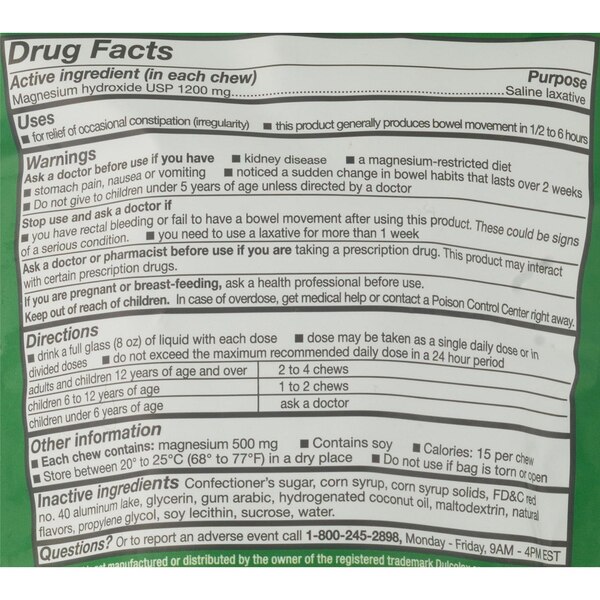 Drug Facts
Active ingredient (in each chew) Purpose
Magnesium hydroxide USP 1200 mg..................................................Saline laxative
Uses
■ for relief of occasional constipation (irregularity) ■ this product generally produces bowel movement in 1/2 to 6 hours
Warnings
Ask a doctor before use if you have ■ kidney disease ■ a magnesium-restricted diet
■ stomach pain, nausea or vomiting ■ noticed a sudden change in bowel habits that lasts over 2 weeks
■ Do not give to children under 5 years of age unless directed by a doctor
Stop use and ask a doctor if
■ you have rectal bleeding or fail to have a bowel movement after using this product. These could be signs
of a serious condition. ■ you need to use a laxative for more than 1 week
Ask a doctor or pharmacist before use if you are taking a prescription drug. This product may interact
with certain prescription drugs.
If you are pregnant or breast-feeding, ask a health professional before use.
Keep out of reach of children. In case of overdose, get medical help or contact a Poison Control Center right away.
Directions
■ drink a full glass (8 oz) of liquid with each dose ■ dose may be taken as a single daily dose or in
divided doses ■ do not exceed the maximum recommended daily dose in a 24 hour period
adults and children 12 years of age and over 2 to 4 chews
children 6 to 12 years of age 1 to 2 chews
children under 6 years of age ask a doctor
Other information
■ Each chew contains: magnesium 500 mg ■ Contains soy ■ Calories: 15 per chew
■ Store between 20° to 25°C (68° to 77°F) in a dry place ■ Do not use if bag is torn or open
Inactive ingredients Confectioner's sugar, corn syrup, corn syrup solids, FD&C red
no. 40 aluminum lake, glycerin, gum arabic, hydrogenated coconut oil, maltodextrin, natural
flavors, propylene glycol, soy lecithin, sucrose, water.
Questions? Or to report an adverse event call 1-800-245-2898, Monday - Friday, 9AM - 4PM EST
not manufactured or distributed by the owner of the registered trademark